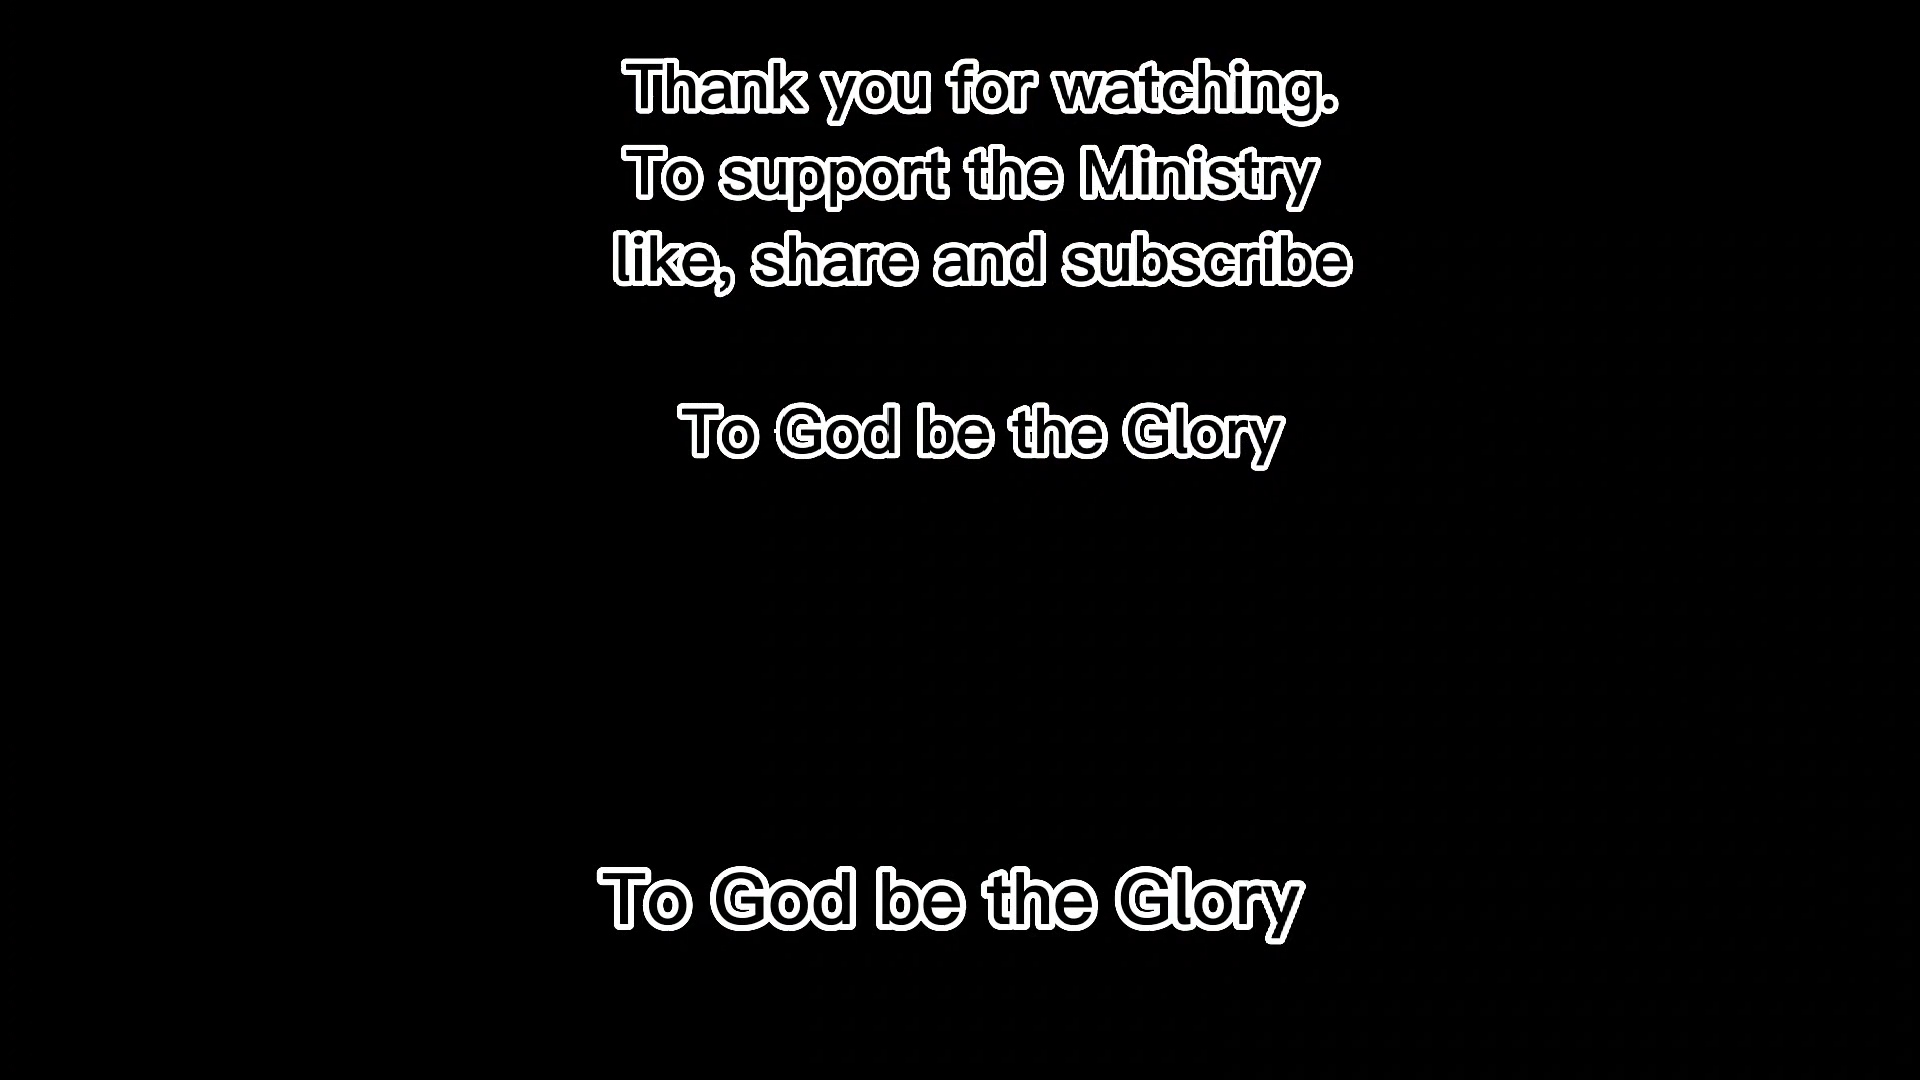 Thank you for watching.
To support the Ministry
like, share and subscribe
To God be the Glory
To God be the Glory